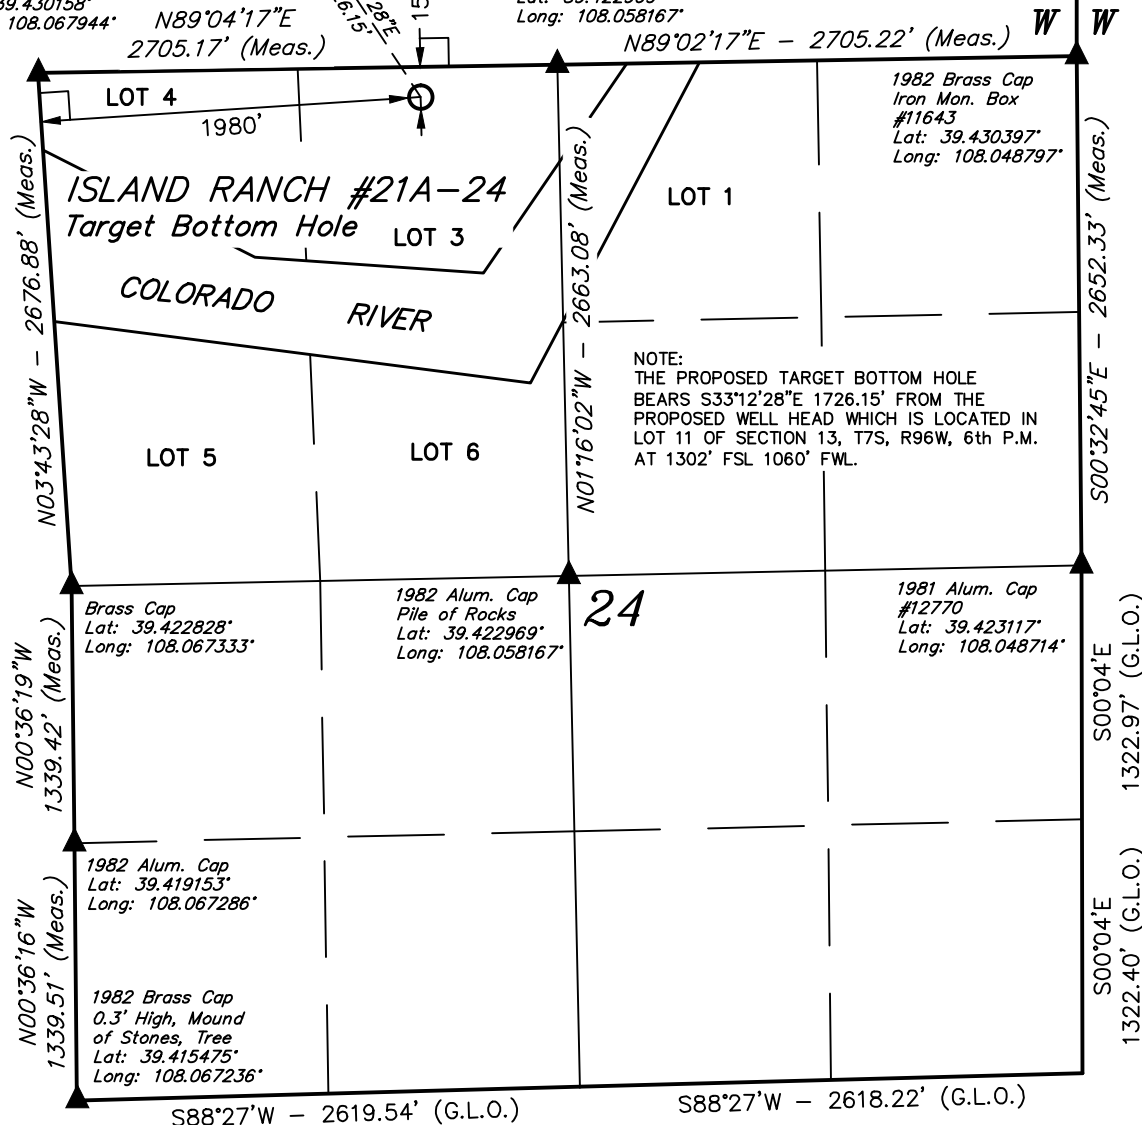 39.430158°
108.067944°
N89°04'17"E
2705.17' (Meas.)
28"E
26.15'
15
Long: 108.058167°
N89°02'17"E - 2705.22' (Meas.)
W W
LOT 4
1980'
1982 Brass Cap
Iron Mon. Box
#11643
Lat: 39.430397°
Long: 108.048797°
ISLAND RANCH #21A-24
Target Bottom Hole
LOT 3
LOT 1
COLORADO RIVER
N03°43'28"W - 2676.88' (Meas.)
N01°16'02"W - 2663.08' (Meas.)
S00°32'45"E - 2652.33' (Meas.)
NOTE:
THE PROPOSED TARGET BOTTOM HOLE
BEARS S33°12'28"E 1726.15' FROM THE
PROPOSED WELL HEAD WHICH IS LOCATED IN
LOT 11 OF SECTION 13, T7S, R96W, 6th P.M.
AT 1302' FSL 1060' FWL.
LOT 5
LOT 6
Brass Cap
Lat: 39.422828°
Long: 108.067333°
1982 Alum. Cap
Pile of Rocks
Lat: 39.422969°
Long: 108.058167°
24
1981 Alum. Cap
#12770
Lat: 39.423117°
Long: 108.048714°
N00°36'19"W
1339.42' (Meas.)
S00°04'E
1322.97' (G.L.O.)
1982 Alum. Cap
Lat: 39.419153°
Long: 108.067286°
N00°36'16"W
1339.51' (Meas.)
S00°04'E
1322.40' (G.L.O.)
1982 Brass Cap
0.3' High, Mound
of Stones, Tree
Lat: 39.415475°
Long: 108.067236°
S88°27'W - 2619.54' (G.L.O.)
S88°27'W - 2618.22' (G.L.O.)